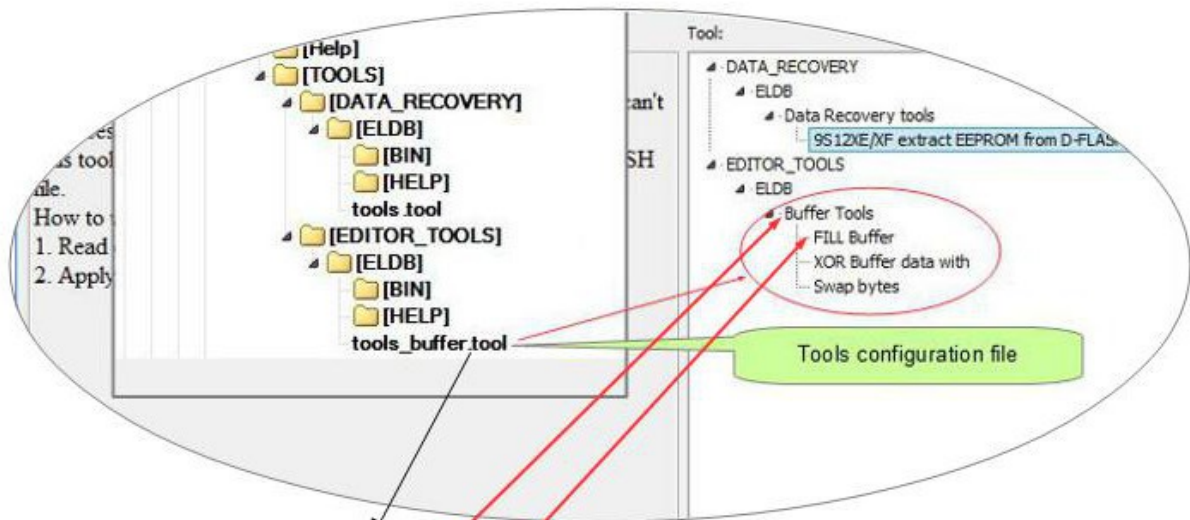 [Help]
[TOOLS]
[DATA_RECOVERY]
[ELDB]
[BIN]
[HELP]
tools.tool
[EDITOR_TOOLS]
[ELDB]
[BIN]
[HELP]
tools_buffer.tool
can't
SH
tool
file.
How to
1. Read
2. Apply
Tool:
DATA_RECOVERY
ELDB
Data Recovery tools
9S12XE/XF extract EEPROM from D-FLAS
EDITOR_TOOLS
ELDB
Buffer Tools
FILL Buffer
XOR Buffer data with
Swap bytes
Tools configuration file